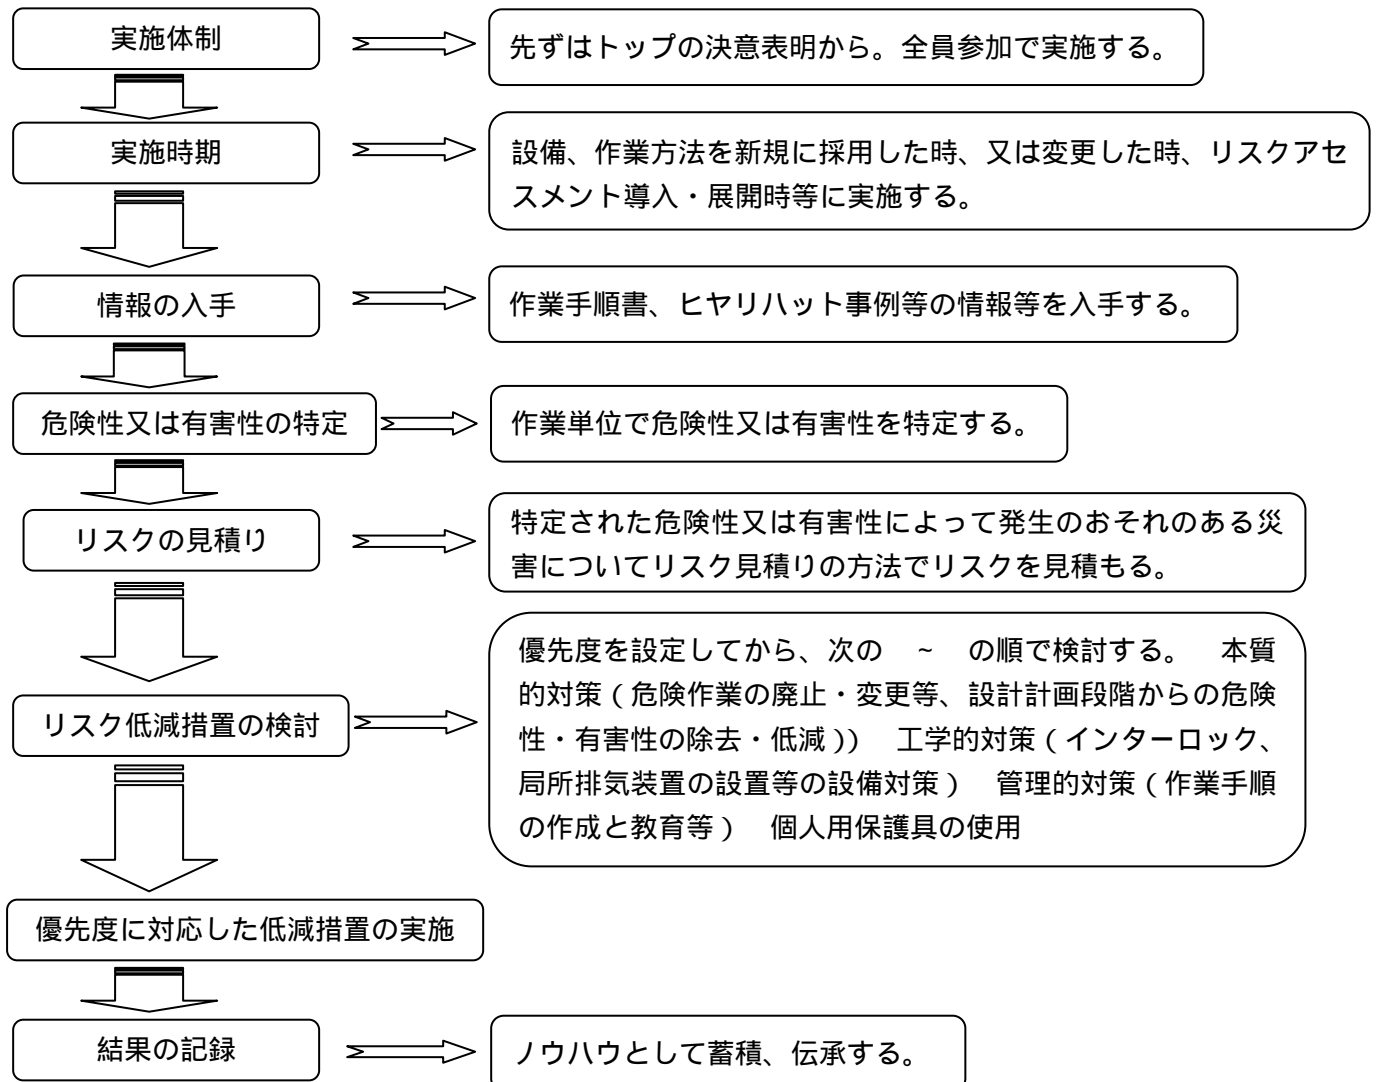 実施体制
先ずはトップの決意表明から。全員参加で実施する。
実施時期
設備、作業方法を新規に採用した時、又は変更した時、リスクアセ
スメント導入・展開時等に実施する。
情報の入手
作業手順書、ヒヤリハット事例等の情報等を入手する。
危険性又は有害性の特定
作業単位で危険性又は有害性を特定する。
リスクの見積り
特定された危険性又は有害性によって発生のおそれのある災
害についてリスク見積りの方法でリスクを見積もる。
リスク低減措置の検討
優先度を設定してから、次の　~　の順で検討する。　本質
的対策（危険作業の廃止・変更等、設計計画段階からの危険
性・有害性の除去・低減））　工学的対策（インターロック、
局所排気装置の設置等の設備対策）　管理的対策（作業手順
の作成と教育等）　個人用保護具の使用
優先度に対応した低減措置の実施
結果の記録
ノウハウとして蓄積、伝承する。